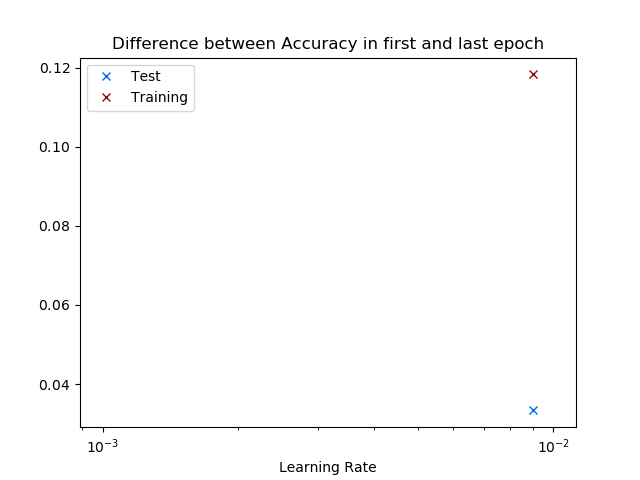 Difference between Accuracy in first and last epoch
Test
Training
0.12
0.10
0.08
0.06
0.04
10⁻³
10⁻²
Learning Rate